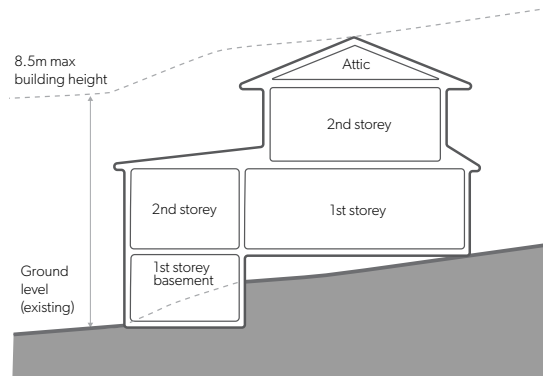 8.5m max
building height
Attic
2nd storey
2nd storey
1st storey
1st storey
basement
Ground
level
(existing)